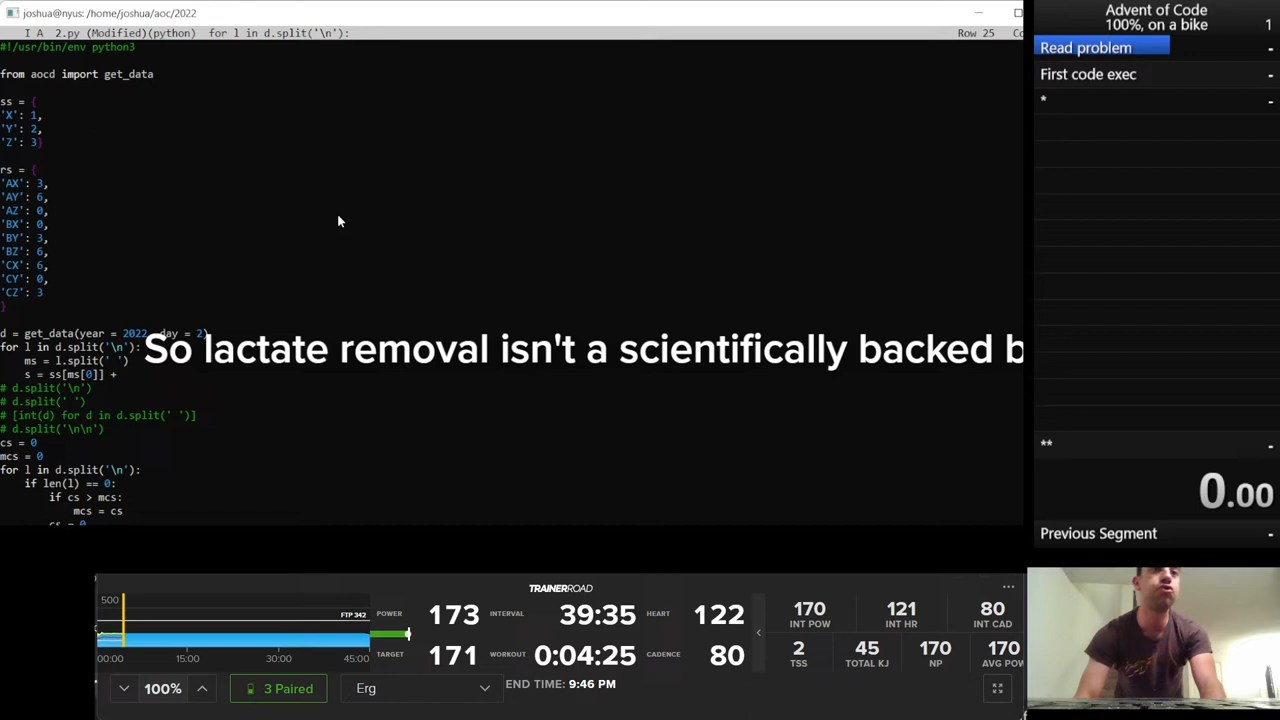 joshua@nyus: /home/joshua/aoc/2022
I A 2.py (Modified)(python) for l in d.split('\n'): Row 25
#!/usr/bin/env python3
from aocd import get_data
ss = {
'X': 1,
'Y': 2,
'Z': 3}
rs = {
'AX': 3,
'AY': 6,
'AZ': 0,
'BX': 0,
'BY': 3,
'BZ': 6,
'CX': 6,
'CY': 0,
'CZ': 3
}
d = get_data(year = 2022, day = 2)
for l in d.split('\n'):
ms = l.split(' ')
s = ss[ms[0]] +
So lactate removal isn't a scientifically backed b
# d.split('\n')
# d.split(' ')
# [int(d) for d in d.split(' ')]
# d.split('\n\n')
cs = 0
mcs = 0
for l in d.split('\n'):
if len(l) == 0:
if cs > mcs:
mcs = cs
cs = 0
Advent of Code
100%, on a bike 1
Read problem -
First code exec -
* -
** -
0.00
Previous Segment -
TRAINERROAD
500
FTP 342
00:00 15:00 30:00 45:00
POWER 173 INTERVAL 39:35 HEART 122
TARGET 171 WORKOUT 0:04:25 CADENCE 80
170 121 80
INT POW INT HR INT CAD
2 45 170 170
TSS TOTAL KJ NP AVG POW
100% 3 Paired Erg END TIME: 9:46 PM